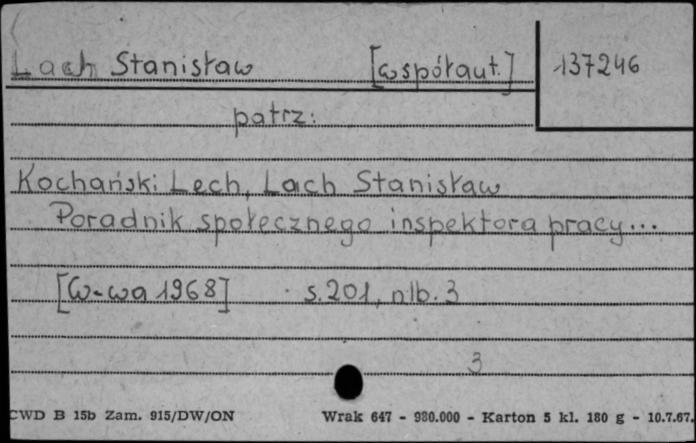 Lach Stanisław [współaut.] 137246
patrz:
Kochański Lech, Lach Stanisław
Poradnik społecznego inspektora pracy...
[W-wa 1968] s. 201, nlb. 3
3
CWD B 15b Zam. 915/DW/ON Wrak 647 - 980.000 - Karton 5 kl. 180 g - 10.7.67.